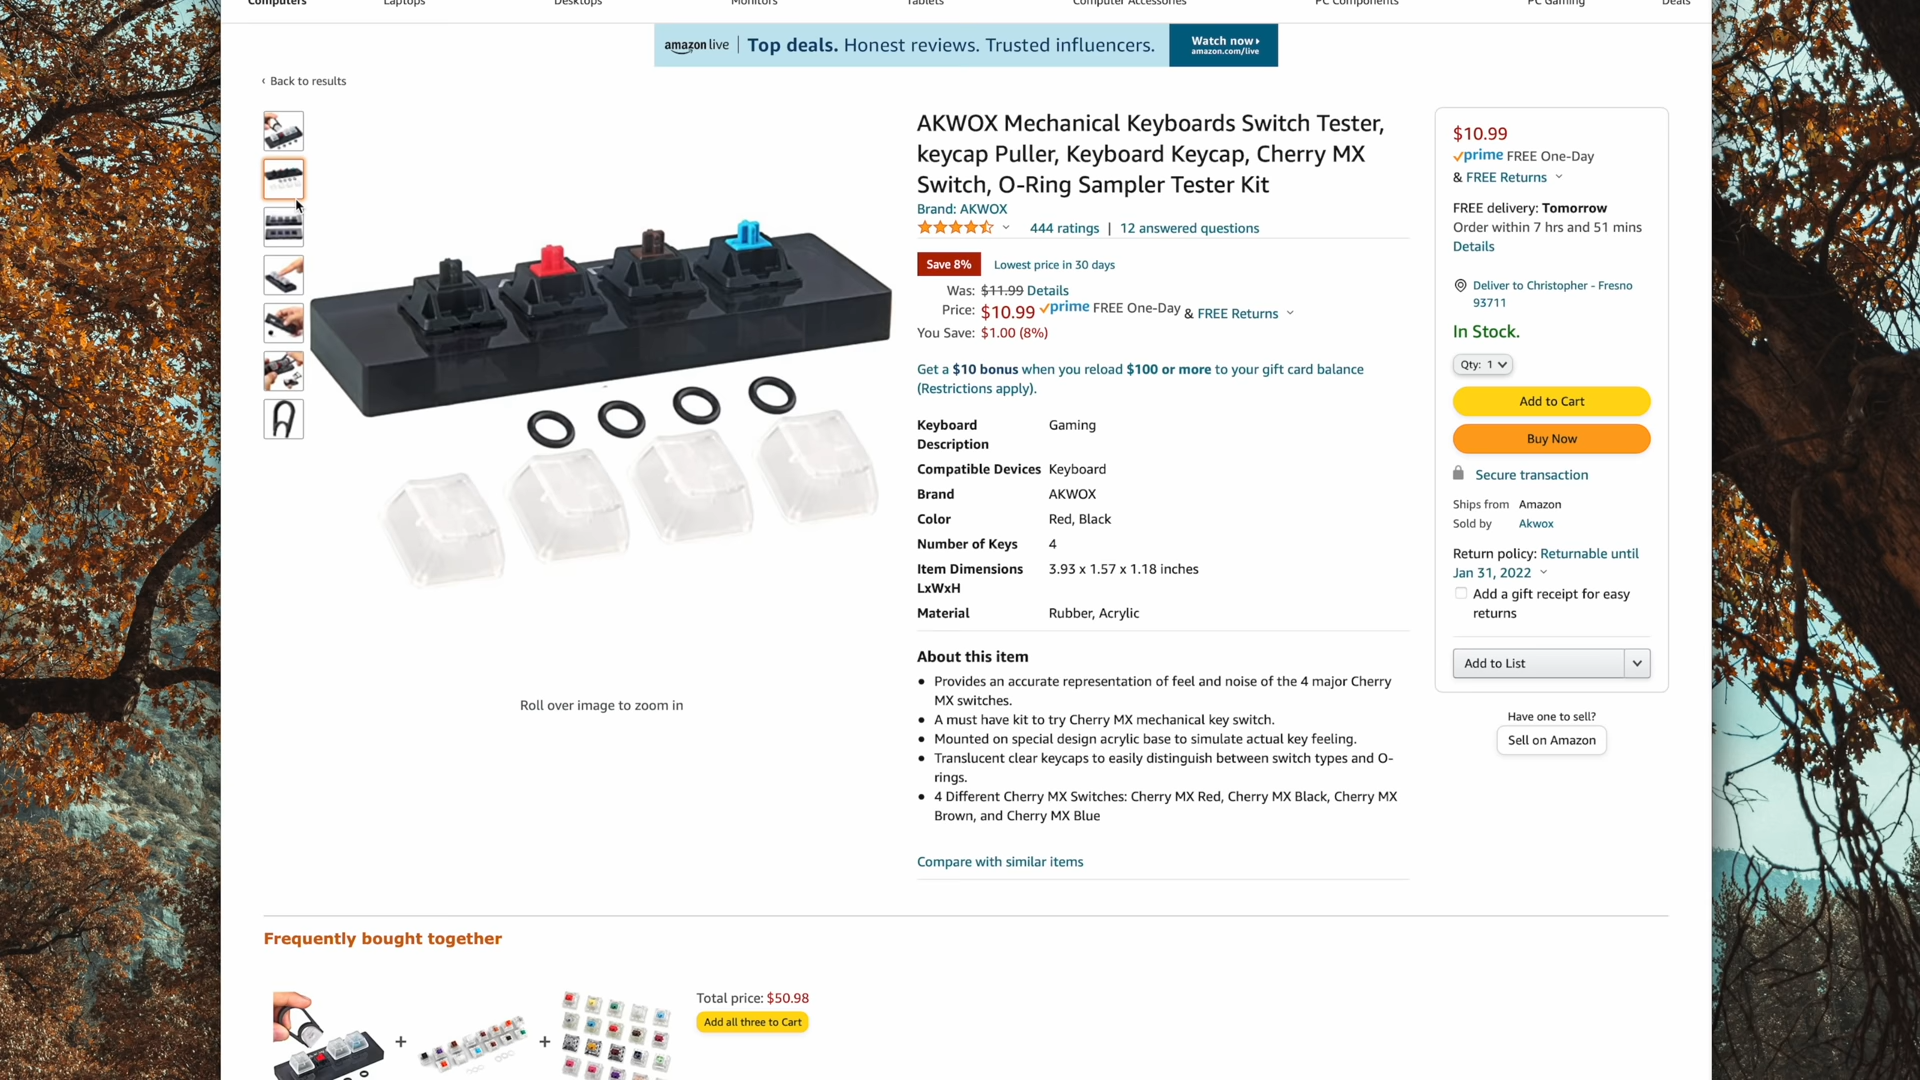 Computers Laptops Desktops Monitors Tablets Computer Accessories PC Components PC Gaming Deals
amazon live Top deals. Honest reviews. Trusted influencers. Watch now
amazon.com/live
‹ Back to results
AKWOX Mechanical Keyboards Switch Tester,
keycap Puller, Keyboard Keycap, Cherry MX
Switch, O-Ring Sampler Tester Kit
Brand: AKWOX
444 ratings | 12 answered questions
Save 8% Lowest price in 30 days
Was: $11.99 Details
Price: $10.99 prime FREE One-Day & FREE Returns
You Save: $1.00 (8%)
Get a $10 bonus when you reload $100 or more to your gift card balance
(Restrictions apply).
Keyboard
Description Gaming
Compatible Devices Keyboard
Brand AKWOX
Color Red, Black
Number of Keys 4
Item Dimensions
LxWxH 3.93 x 1.57 x 1.18 inches
Material Rubber, Acrylic
About this item
• Provides an accurate representation of feel and noise of the 4 major Cherry
MX switches.
• A must have kit to try Cherry MX mechanical key switch.
• Mounted on special design acrylic base to simulate actual key feeling.
• Translucent clear keycaps to easily distinguish between switch types and O-
rings.
• 4 Different Cherry MX Switches: Cherry MX Red, Cherry MX Black, Cherry MX
Brown, and Cherry MX Blue
Compare with similar items
Roll over image to zoom in
$10.99
prime FREE One-Day
& FREE Returns
FREE delivery: Tomorrow
Order within 7 hrs and 51 mins
Details
Deliver to Christopher - Fresno
93711
In Stock.
Qty: 1
Add to Cart
Buy Now
Secure transaction
Ships from Amazon
Sold by Akwox
Return policy: Returnable until
Jan 31, 2022
Add a gift receipt for easy
returns
Add to List
Have one to sell?
Sell on Amazon
Frequently bought together
Total price: $50.98
Add all three to Cart
+ +